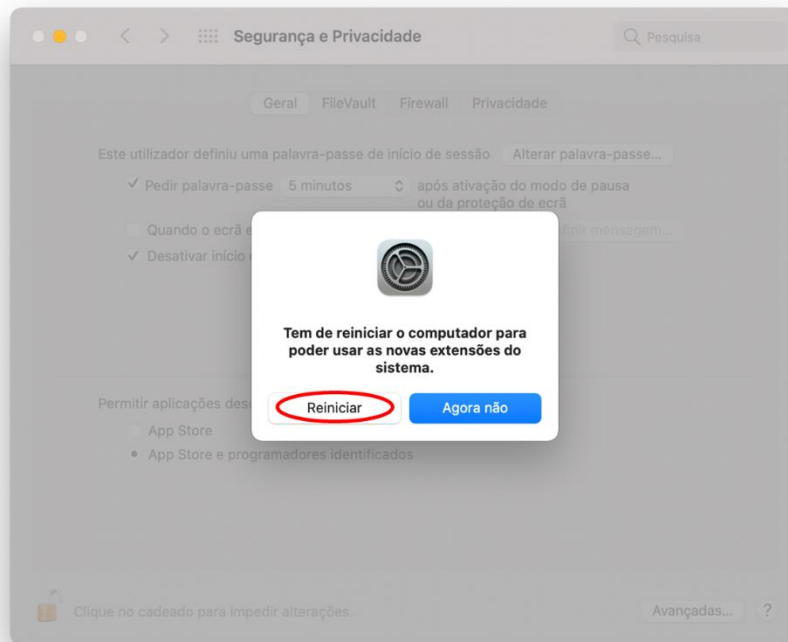 Segurança e Privacidade
Pesquisa
Geral FileVault Firewall Privacidade
Este utilizador definiu uma palavra-passe de início de sessão Alterar palavra-passe...
Pedir palavra-passe 5 minutos após ativação do modo de pausa
ou da proteção de ecrã
Quando o ecrã mensagem...
Desativar início
Tem de reiniciar o computador para
poder usar as novas extensões do
sistema.
Permitir aplicações
Reiniciar Agora não
App Store
App Store e programadores identificados
Clique no cadeado para impedir alterações. Avançadas... ?